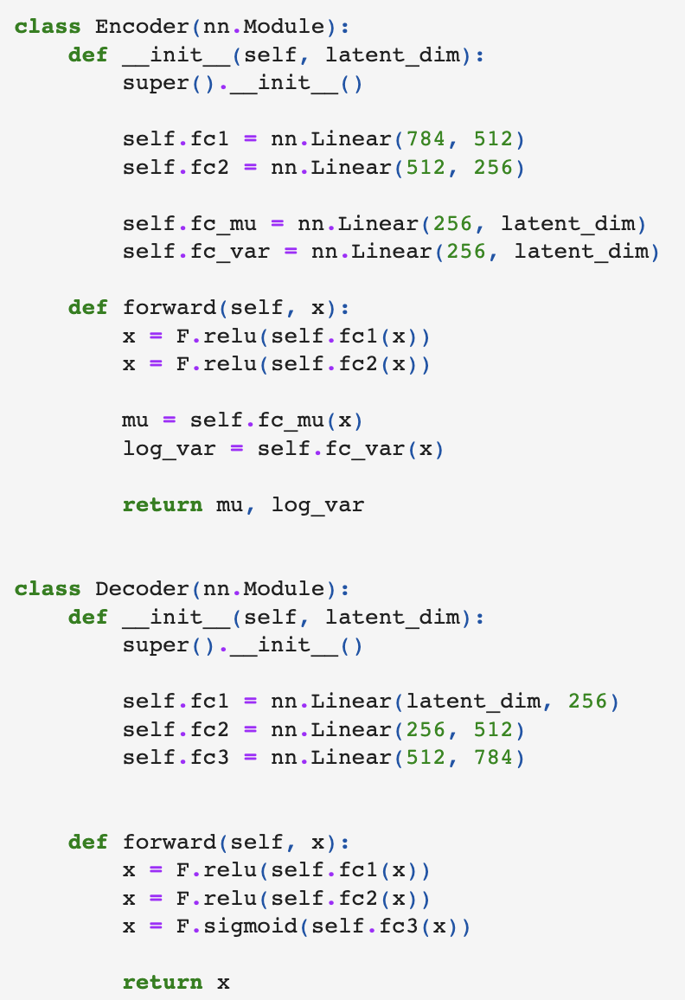 class Encoder(nn.Module):
    def __init__(self, latent_dim):
        super().__init__()
        self.fc1 = nn.Linear(784, 512)
        self.fc2 = nn.Linear(512, 256)
        self.fc_mu = nn.Linear(256, latent_dim)
        self.fc_var = nn.Linear(256, latent_dim)
    def forward(self, x):
        x = F.relu(self.fc1(x))
        x = F.relu(self.fc2(x))
        mu = self.fc_mu(x)
        log_var = self.fc_var(x)
        return mu, log_var
class Decoder(nn.Module):
    def __init__(self, latent_dim):
        super().__init__()
        self.fc1 = nn.Linear(latent_dim, 256)
        self.fc2 = nn.Linear(256, 512)
        self.fc3 = nn.Linear(512, 784)
    def forward(self, x):
        x = F.relu(self.fc1(x))
        x = F.relu(self.fc2(x))
        x = F.sigmoid(self.fc3(x))
        return x